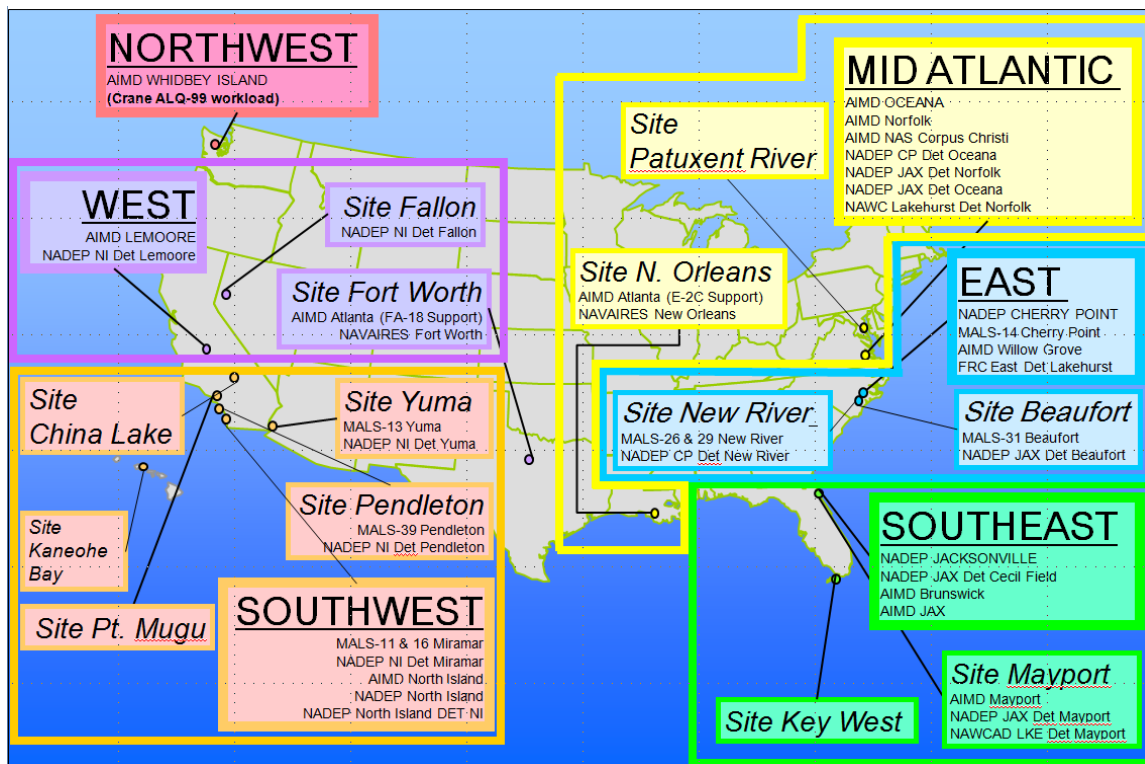 NORTHWEST
AIMD WHIDBEY ISLAND
(Crane ALQ-99 workload)
WEST
AIMD LEMOORE
NADEP NI Det Lemoore
Site Fallon
NADEP NI Det Fallon
Site Fort Worth
AIMD Atlanta (FA-18 Support)
NAVAIRES Fort Worth
Site
Patuxent River
MID ATLANTIC
AIMD OCEANA
AIMD Norfolk
AIMD NAS Corpus Christi
NADEP CP Det Oceana
NADEP JAX Det Norfolk
NADEP JAX Det Oceana
NAWC Lakehurst Det Norfolk
Site N. Orleans
AIMD Atlanta (E-2C Support)
NAVAIRES New Orleans
EAST
NADEP CHERRY POINT
MALS-14 Cherry Point
AIMD Willow Grove
FRC East Det Lakehurst
Site New River
MALS-26 & 29 New River
NADEP CP Det New River
Site Beaufort
MALS-31 Beaufort
NADEP JAX Det Beaufort
Site
China Lake
Site Yuma
MALS-13 Yuma
NADEP NI Det Yuma
Site Pendleton
MALS-39 Pendleton
NADEP NI Det Pendleton
Site
Kaneohe
Bay
Site Pt. Mugu
SOUTHWEST
MALS-11 & 16 Miramar
NADEP NI Det Miramar
AIMD North Island
NADEP North Island
NADEP North Island DET NI
SOUTHEAST
NADEP JACKSONVILLE
NADEP JAX Det Cecil Field
AIMD Brunswick
AIMD JAX
Site Key West
Site Mayport
AIMD Mayport
NADEP JAX Det Mayport
NAWCAD LKE Det Mayport